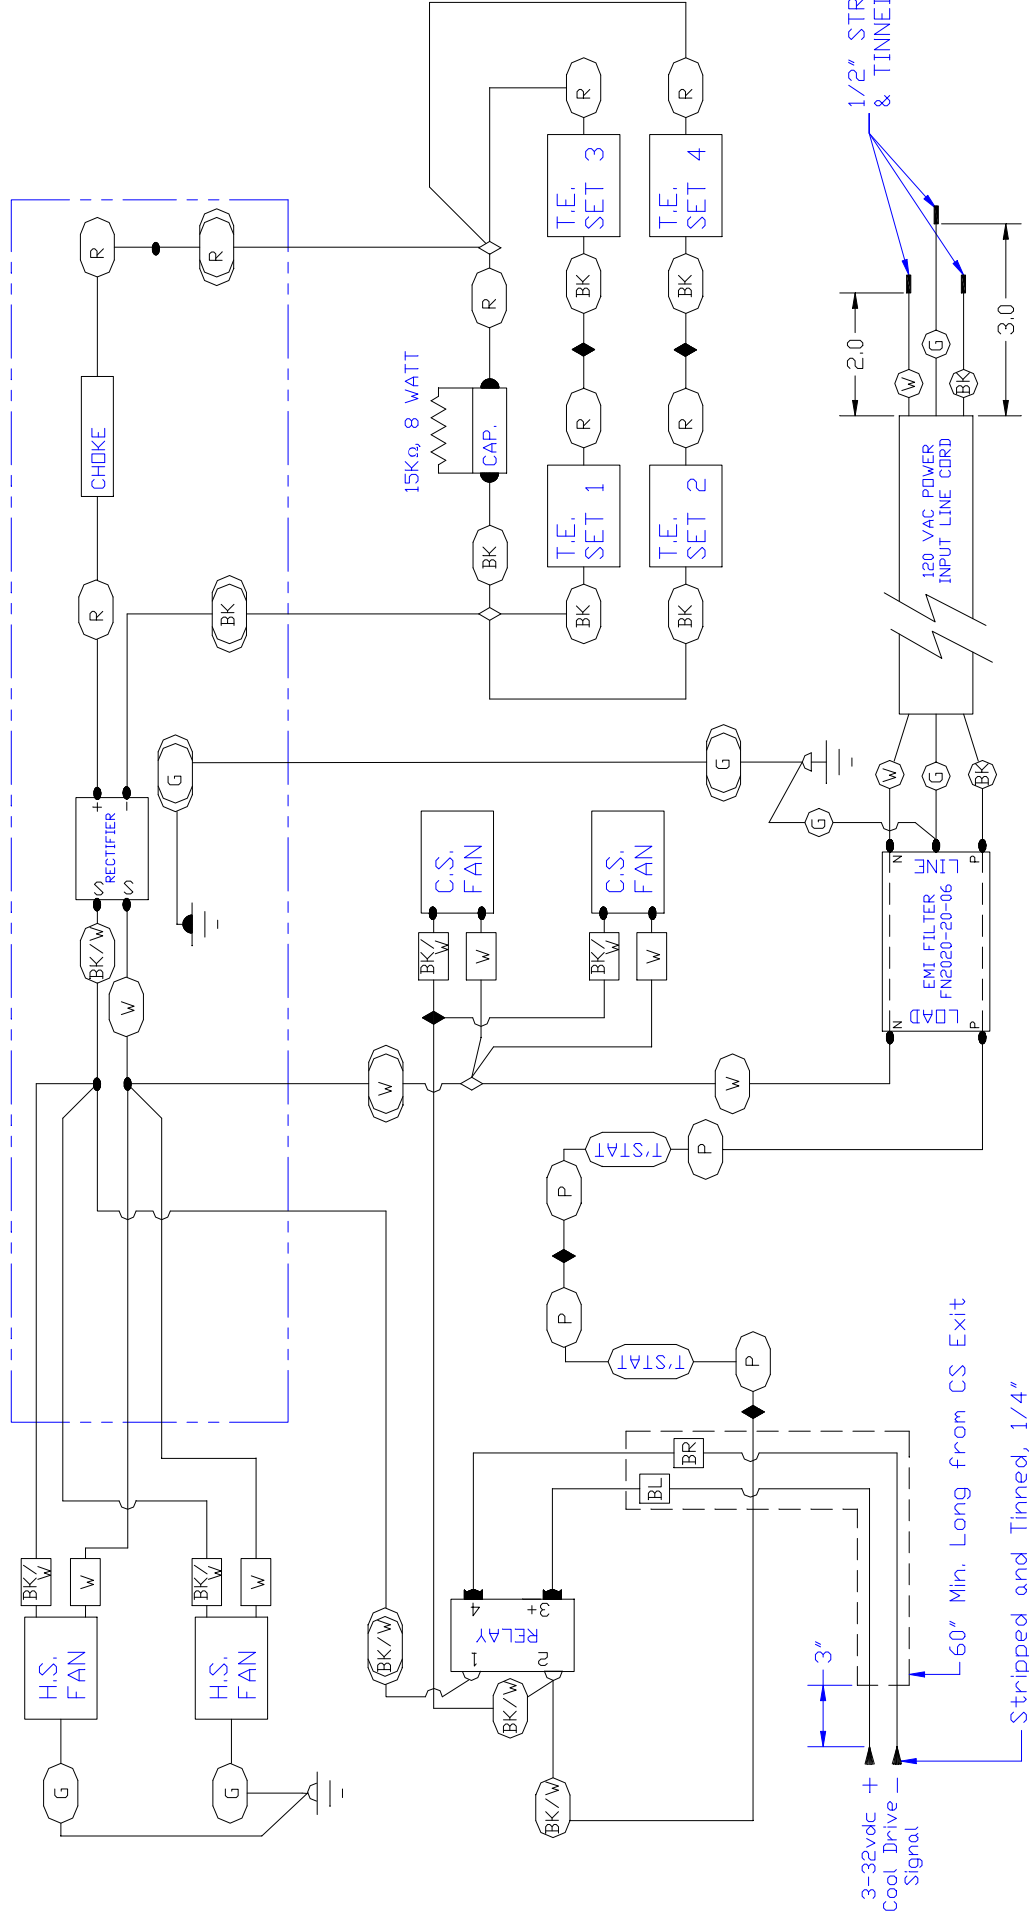 H.S.
FAN
BK/
W
W
G
H.S.
FAN
BK/
W
W
G
BK/W
W
S
S
RECTIFIER
+
-
R
CHOKE
R
R
BK
G
BK/W
W
C.S.
FAN
BK/
W
W
C.S.
FAN
BK/
W
W
BK
CAP.
15KΩ, 8 WATT
R
BK
T.E.
SET 1
R
BK
T.E.
SET 3
R
BK
T.E.
SET 2
R
BK
T.E.
SET 4
R
RELAY
1
2
3+
4
BK/W
BK/W
BL
BR
P
T'STAT
P
P
T'STAT
P
W
G
G
EMI FILTER
FN2020-20-06
LOAD
LINE
N
P
N
P
W
G
BK
120 VAC POWER
INPUT LINE CORD
W
G
BK
2.0
3.0
1/2" STR
& TINNE
3-32vdc +
Cool Drive -
Signal
3"
60" Min. Long from CS Exit
Stripped and Tinned, 1/4"